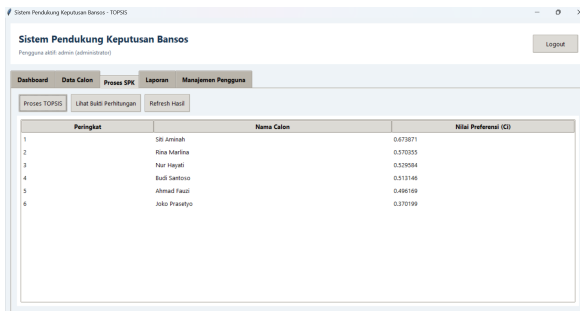 Sistem Pendukung Keputusan Bansos - TOPSIS
Sistem Pendukung Keputusan Bansos
Pengguna aktif: admin (administrator)
Logout
Dashboard Data Calon Proses SPK Laporan Manajemen Pengguna
Proses TOPSIS Lihat Bukti Perhitungan Refresh Hasil
Peringkat Nama Calon Nilai Preferensi (Ci)
1 Siti Aminah 0.673871
2 Rina Marlina 0.570355
3 Nur Hayati 0.529584
4 Budi Santoso 0.513146
5 Ahmad Fauzi 0.496169
6 Joko Prasetyo 0.370199